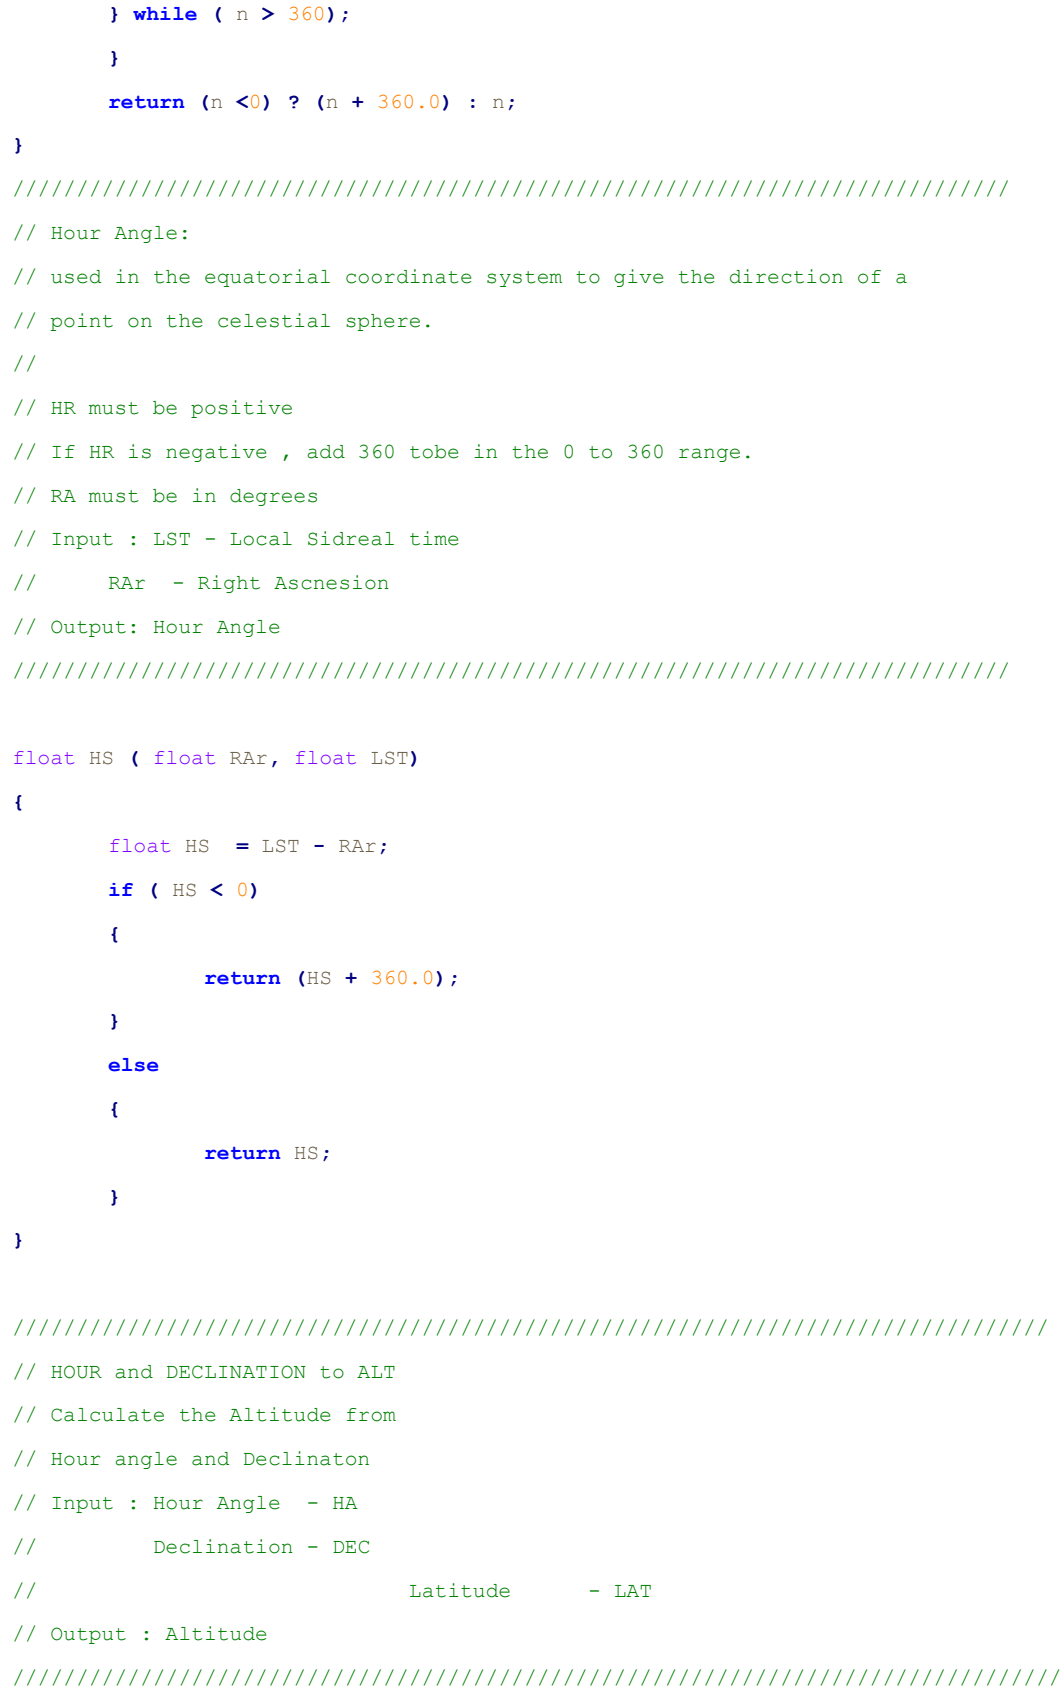 } while ( n > 360);
}
return (n <0) ? (n + 360.0) : n;
}
//////////////////////////////////////////////////////////////////////////////
// Hour Angle:
// used in the equatorial coordinate system to give the direction of a
// point on the celestial sphere.
//
// HR must be positive
// If HR is negative , add 360 tobe in the 0 to 360 range.
// RA must be in degrees
// Input : LST - Local Sidreal time
// RAr - Right Ascnesion
// Output: Hour Angle
//////////////////////////////////////////////////////////////////////////////
float HS ( float RAr, float LST)
{
float HS = LST - RAr;
if ( HS < 0)
{
return (HS + 360.0);
}
else
{
return HS;
}
}
/////////////////////////////////////////////////////////////////////////////////
// HOUR and DECLINATION to ALT
// Calculate the Altitude from
// Hour angle and Declinaton
// Input : Hour Angle - HA
// Declination - DEC
// Latitude - LAT
// Output : Altitude
//////////////////////////////////////////////////////////////////////////////////